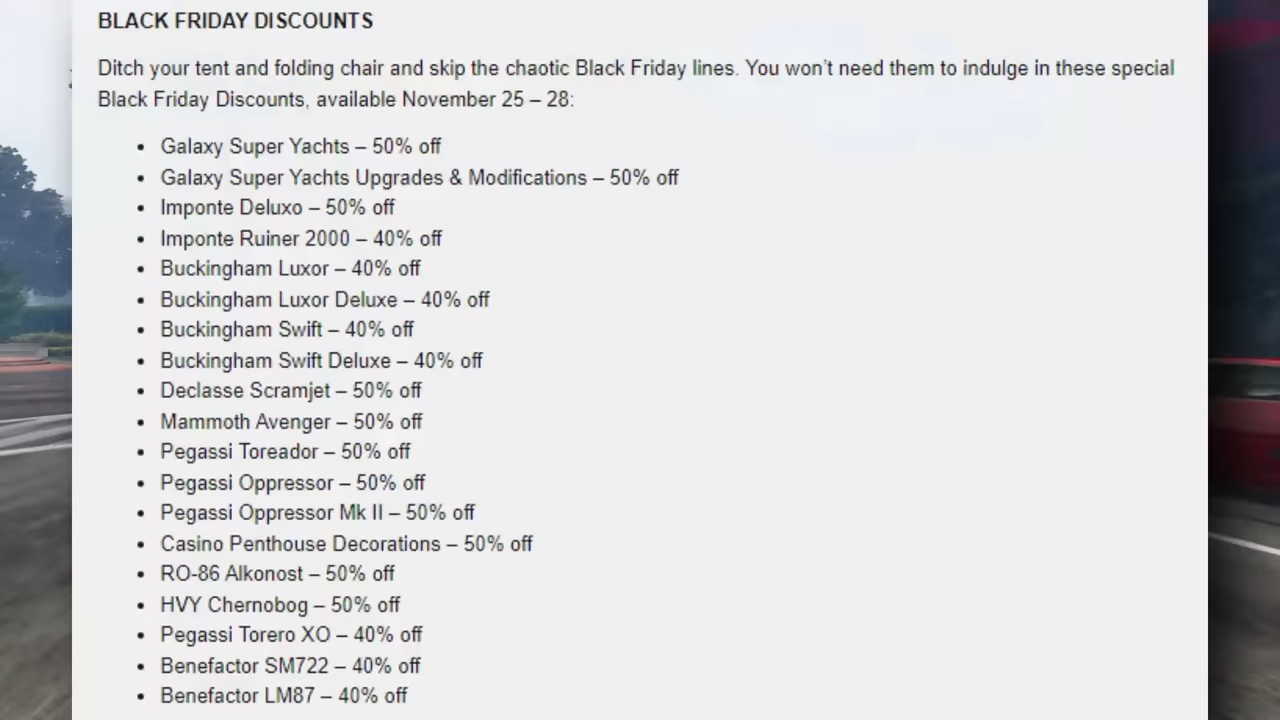 BLACK FRIDAY DISCOUNTS
Ditch your tent and folding chair and skip the chaotic Black Friday lines. You won’t need them to indulge in these special
Black Friday Discounts, available November 25 – 28:
• Galaxy Super Yachts – 50% off
• Galaxy Super Yachts Upgrades & Modifications – 50% off
• Imponte Deluxo – 50% off
• Imponte Ruiner 2000 – 40% off
• Buckingham Luxor – 40% off
• Buckingham Luxor Deluxe – 40% off
• Buckingham Swift – 40% off
• Buckingham Swift Deluxe – 40% off
• Declasse Scramjet – 50% off
• Mammoth Avenger – 50% off
• Pegassi Toreador – 50% off
• Pegassi Oppressor – 50% off
• Pegassi Oppressor Mk II – 50% off
• Casino Penthouse Decorations – 50% off
• RO-86 Alkonost – 50% off
• HVY Chernobog – 50% off
• Pegassi Torero XO – 40% off
• Benefactor SM722 – 40% off
• Benefactor LM87 – 40% off